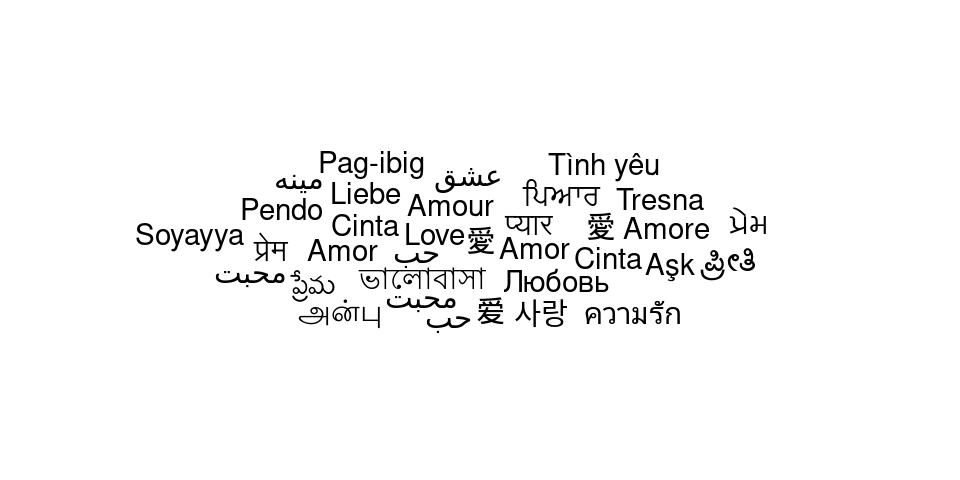 Pag-ibig عشق Tình yêu
مينه Liebe Amour ਪਿਆਰ Tresna
Pendo Cinta Love 愛 प्यार 愛 Amore પ્રેમ
Soyayya प्रेम Amor حب Amor Cinta Aşk ಪ್ರೀತಿ
محبت ప్రేమ ভালোবাসা Любовь
அன்பு محبت حب 爱 사랑 ความรัก